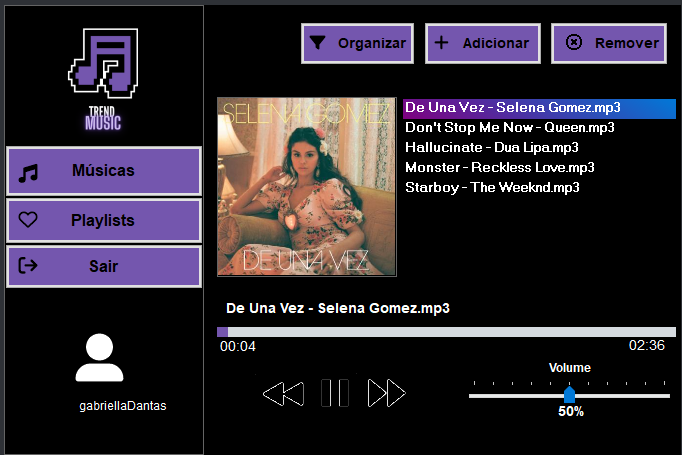 TREND
MUSIC
Músicas
Playlists
Sair
gabriellaDantas
Organizar
Adicionar
Remover
SELENA GOMEZ
DE UNA VEZ
De Una Vez - Selena Gomez.mp3
Don't Stop Me Now - Queen.mp3
Hallucinate - Dua Lipa.mp3
Monster - Reckless Love.mp3
Starboy - The Weeknd.mp3
De Una Vez - Selena Gomez.mp3
00:04
02:36
Volume
50%